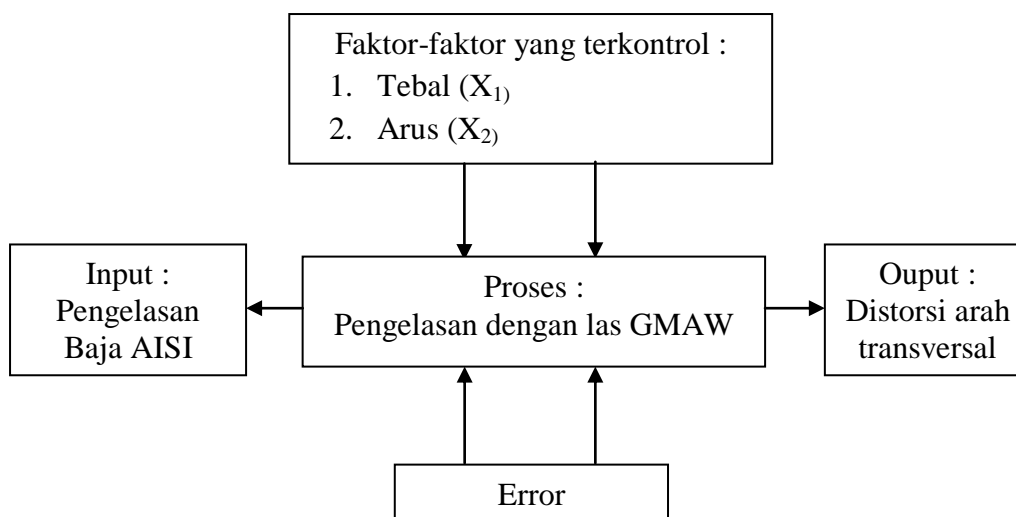 Faktor-faktor yang terkontrol :
1. Tebal (X1)
2. Arus (X2)
Input :
Pengelasan
Baja AISI
Proses :
Pengelasan dengan las GMAW
Ouput :
Distorsi arah
transversal
Error